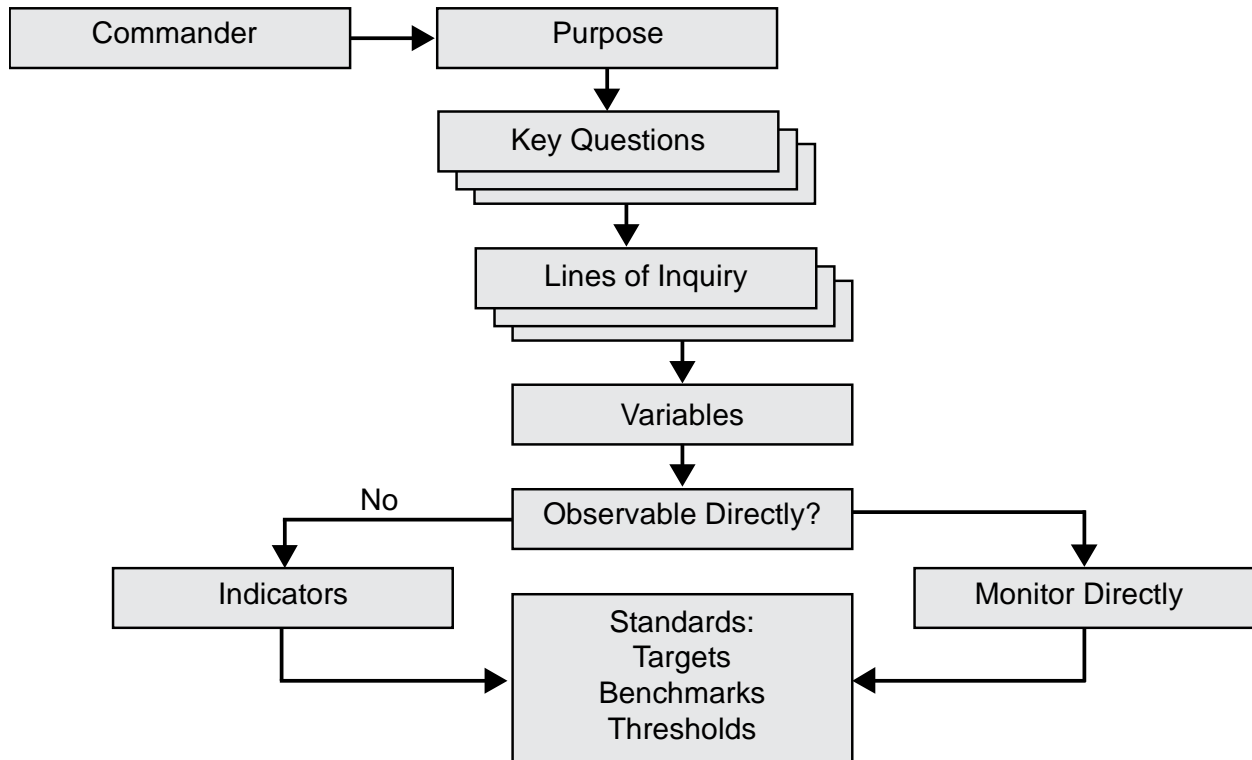 Commander
Purpose
Key Questions
Lines of Inquiry
Variables
Observable Directly?
No
Indicators
Monitor Directly
Standards:
Targets
Benchmarks
Thresholds